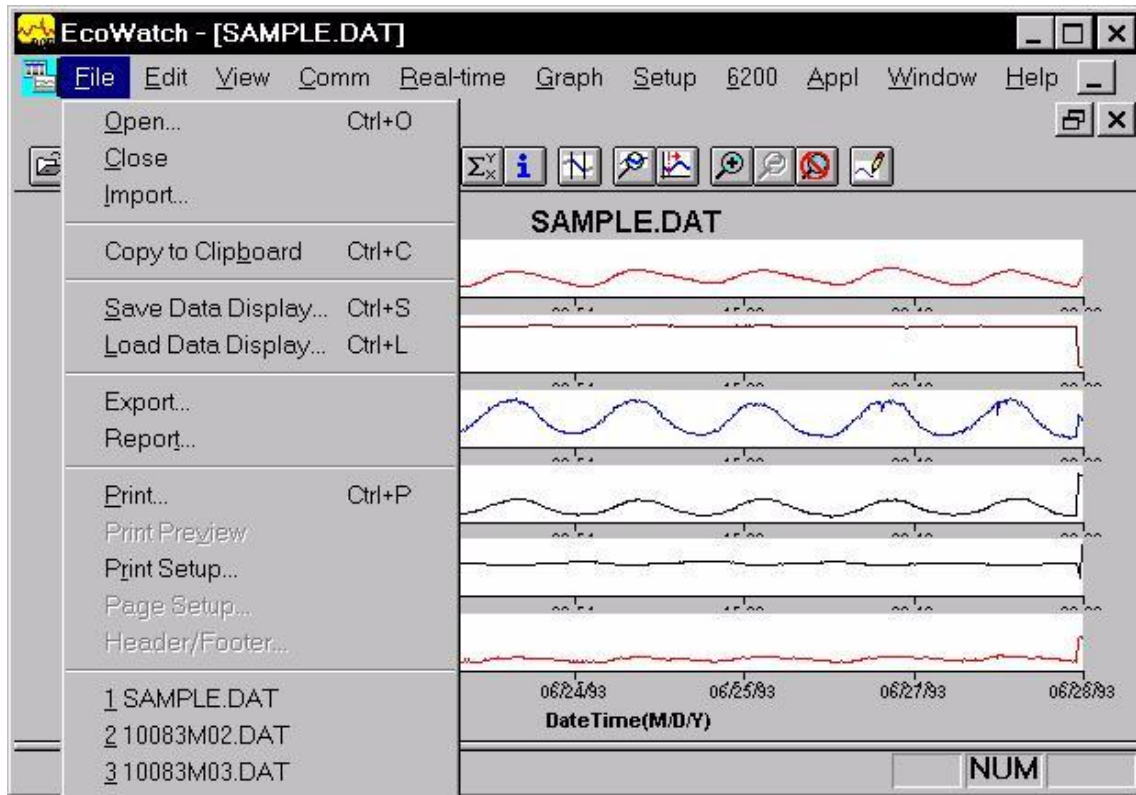 EcoWatch - [SAMPLE.DAT]
File Edit View Comm Real-time Graph Setup 6200 Appl Window Help
Open... Ctrl+O
Close
Import...
Copy to Clipboard Ctrl+C
Save Data Display... Ctrl+S
Load Data Display... Ctrl+L
Export...
Report...
Print... Ctrl+P
Print Preview
Print Setup...
Page Setup...
Header/Footer...
1 SAMPLE.DAT
2 10083M02.DAT
3 10083M03.DAT
SAMPLE.DAT
06/24/93 06/25/93 06/27/93 06/28/93
DateTime(M/D/Y)
NUM